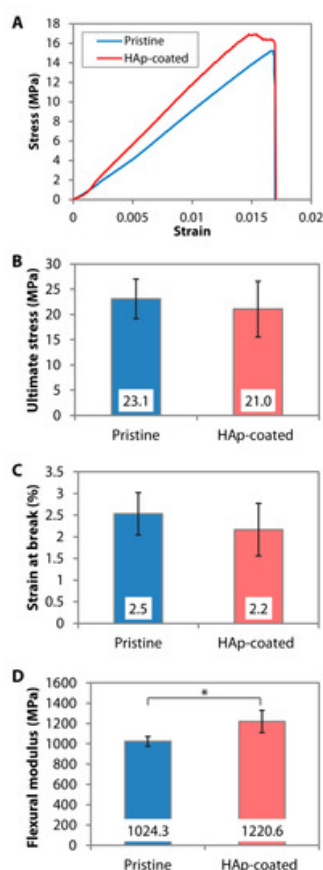 A
Stress (MPa)
18
16
14
12
10
8
6
4
2
0
Pristine
HAp-coated
0
0.005
0.01
0.015
0.02
Strain
B
Ultimate stress (MPa)
30
25
20
15
10
5
0
23.1
21.0
Pristine
HAp-coated
C
Strain at break (%)
3.5
3
2.5
2
1.5
1
0.5
0
2.5
2.2
Pristine
HAp-coated
D
Flexural modulus (MPa)
1600
1400
1200
1000
800
600
400
200
0
*
1024.3
1220.6
Pristine
HAp-coated